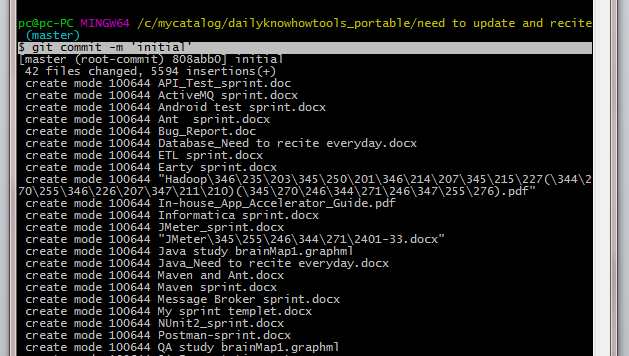 pc@pc-PC MINGW64 /c/mycatalog/dailyknowhowtools_portable/need to update and recite
(master)
$ git commit -m 'initial'
[master (root-commit) 808abb0] initial
42 files changed, 5594 insertions(+)
create mode 100644 API_Test_sprint.doc
create mode 100644 ActiveMQ sprint.docx
create mode 100644 Android test sprint.docx
create mode 100644 Ant  sprint.docx
create mode 100644 Bug_Report.doc
create mode 100644 Database_Need to recite everyday.docx
create mode 100644 ETL sprint.docx
create mode 100644 Earty sprint.docx
create mode 100644 "Hadoop\346\235\203\345\250\201\346\214\207\345\215\227(\344\2
70\255\346\226\207\347\211\210)(\345\270\246\344\271\246\347\255\276).pdf"
create mode 100644 In-house_App_Accelerator_Guide.pdf
create mode 100644 Informatica sprint.docx
create mode 100644 JMeter_sprint.docx
create mode 100644 "JMeter\345\255\246\344\271\2401-33.docx"
create mode 100644 Java study brainMap1.graphml
create mode 100644 Java_Need to recite everyday.docx
create mode 100644 Maven and Ant.docx
create mode 100644 Maven sprint.docx
create mode 100644 Message Broker sprint.docx
create mode 100644 My sprint templet.docx
create mode 100644 NUnit2_sprint.docx
create mode 100644 Postman-sprint.docx
create mode 100644 QA study brainMap1.graphml